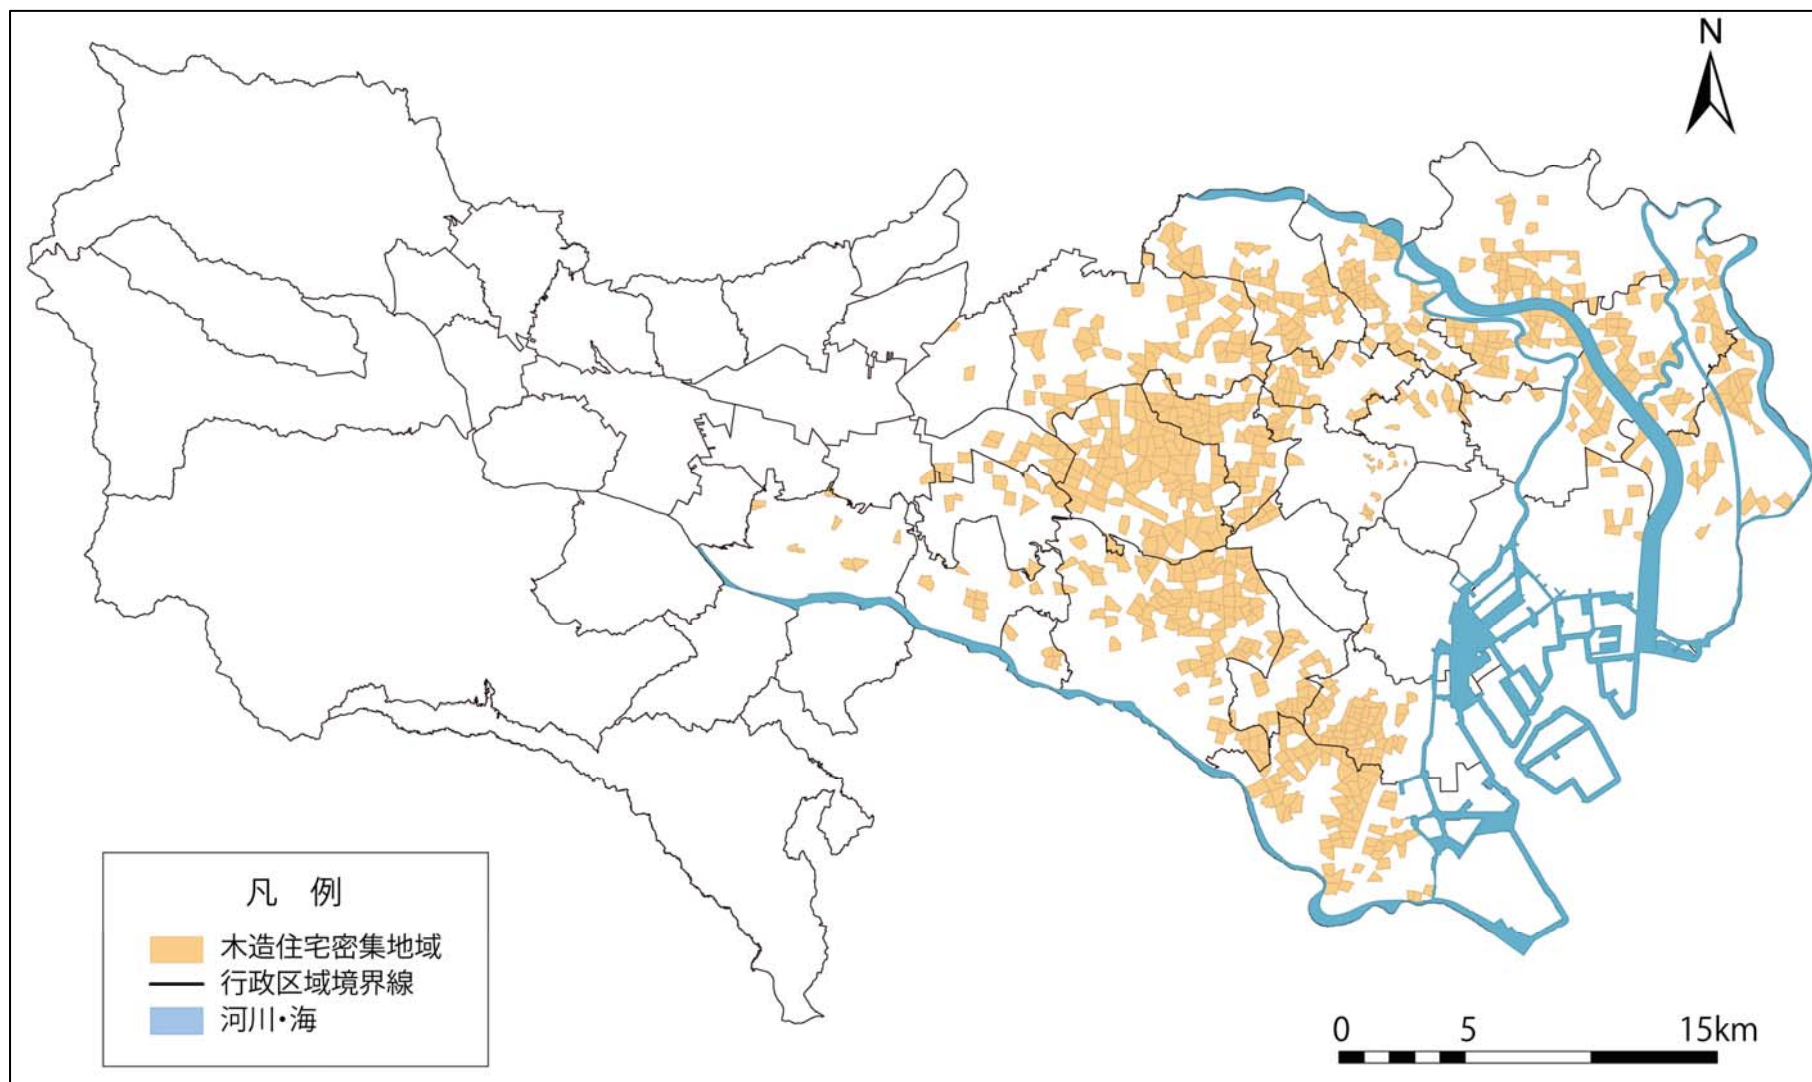 N
凡 例
木造住宅密集地域
行政区域境界線
河川・海
0 5 15km